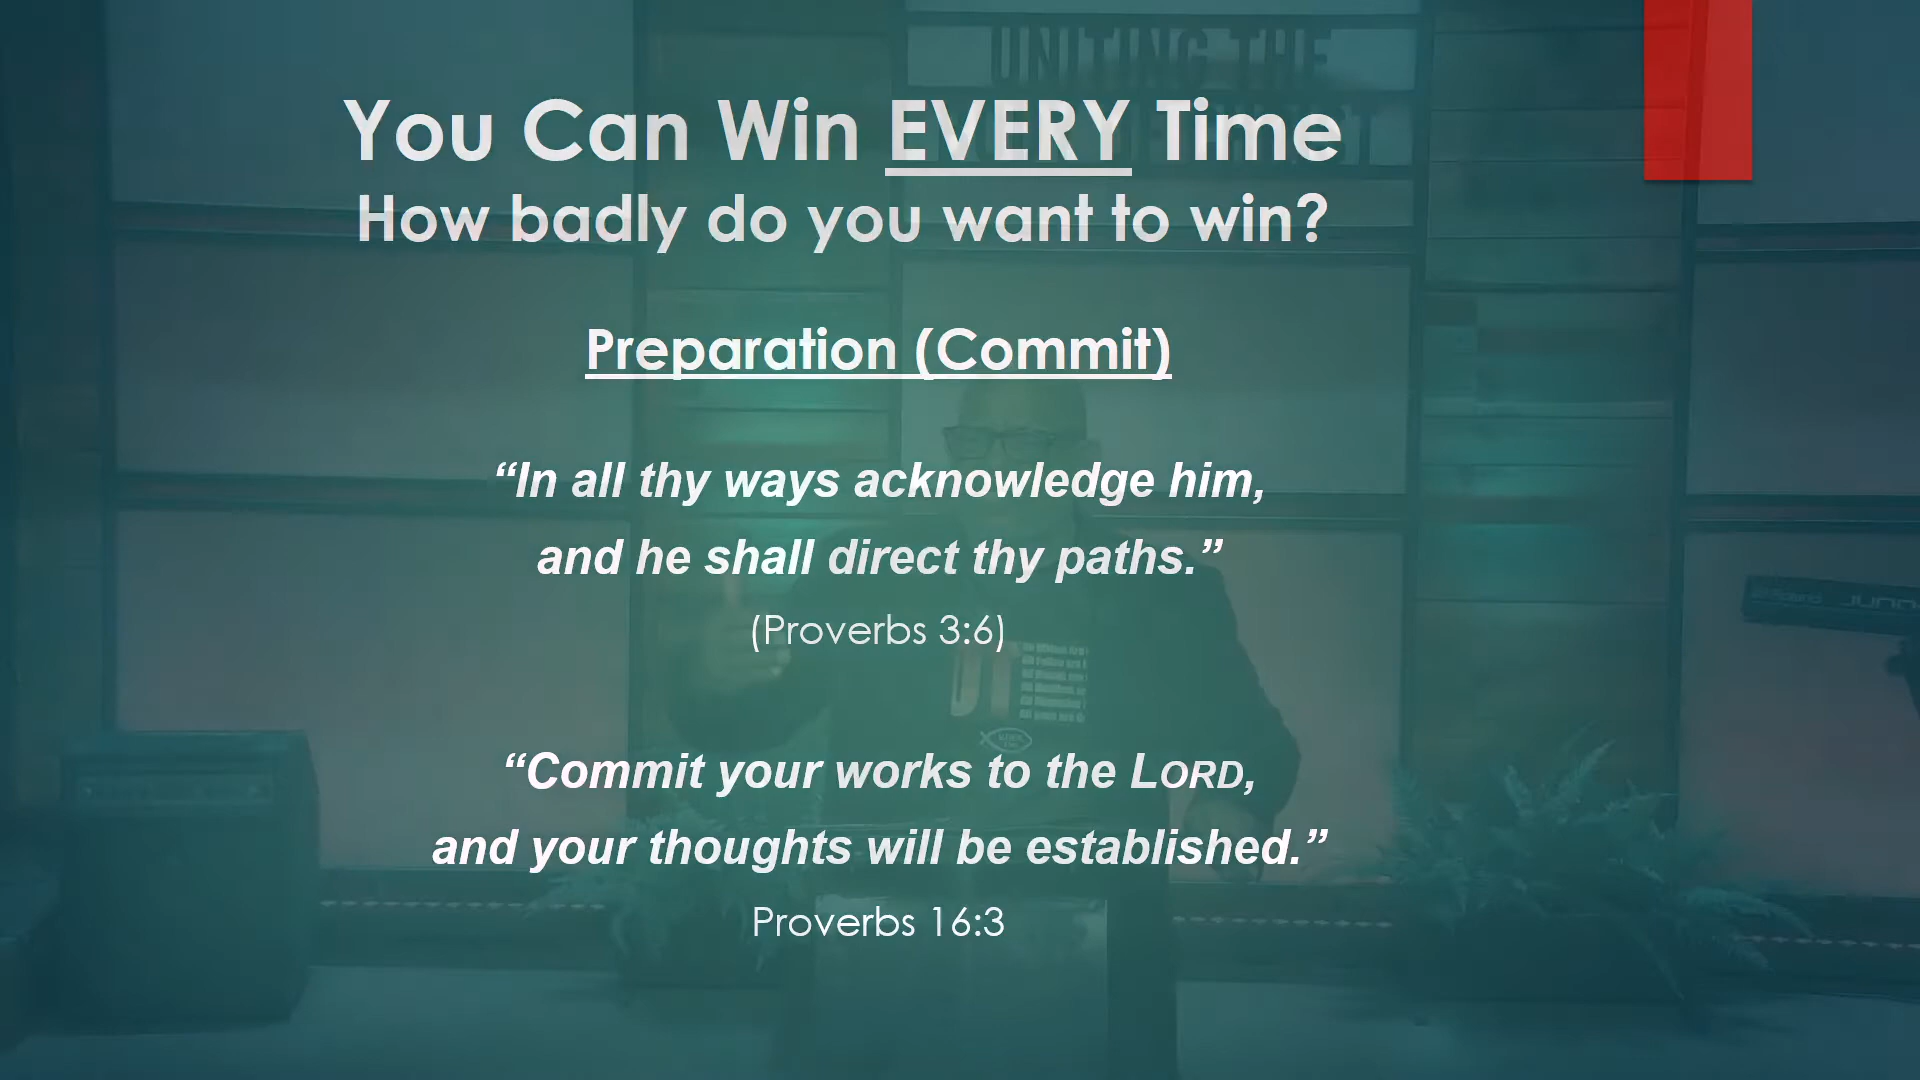 UNITING THE
You Can Win EVERY Time
How badly do you want to win?
Preparation (Commit)
“In all thy ways acknowledge him,
and he shall direct thy paths.”
(Proverbs 3:6)
“Commit your works to the LORD,
and your thoughts will be established.”
Proverbs 16:3